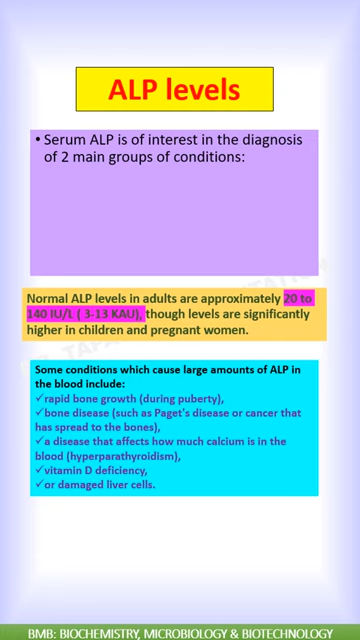 ALP levels
• Serum ALP is of interest in the diagnosis
of 2 main groups of conditions:
Normal ALP levels in adults are approximately 20 to
140 IU/L ( 3-13 KAU), though levels are significantly
higher in children and pregnant women.
Some conditions which cause large amounts of ALP in
the blood include:
✓rapid bone growth (during puberty),
✓bone disease (such as Paget's disease or cancer that
has spread to the bones),
✓a disease that affects how much calcium is in the
blood (hyperparathyroidism),
✓vitamin D deficiency,
✓or damaged liver cells.
BMB: BIOCHEMISTRY, MICROBIOLOGY & BIOTECHNOLOGY